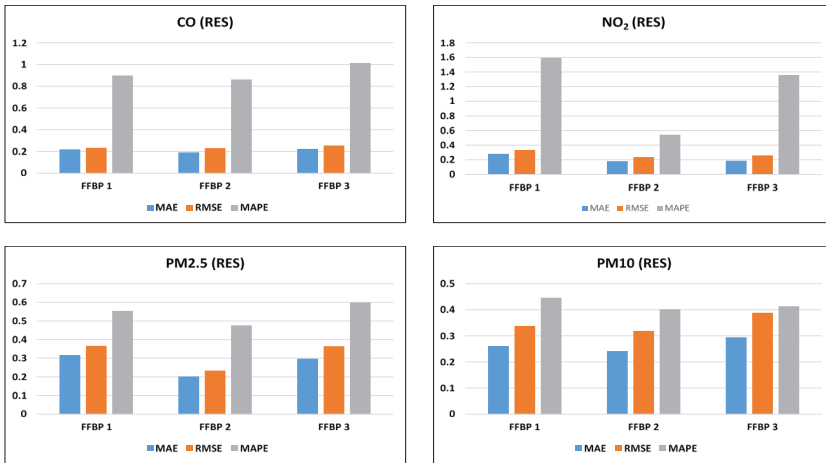 CO (RES)
1.2
1
0.8
0.6
0.4
0.2
0
FFBP 1 FFBP 2 FFBP 3
MAE RMSE MAPE
NO₂ (RES)
1.8
1.6
1.4
1.2
1
0.8
0.6
0.4
0.2
0
FFBP 1 FFBP 2 FFBP 3
MAE RMSE MAPE
PM2.5 (RES)
0.7
0.6
0.5
0.4
0.3
0.2
0.1
0
FFBP 1 FFBP 2 FFBP 3
MAE RMSE MAPE
PM10 (RES)
0.5
0.4
0.3
0.2
0.1
0
FFBP 1 FFBP 2 FFBP 3
MAE RMSE MAPE